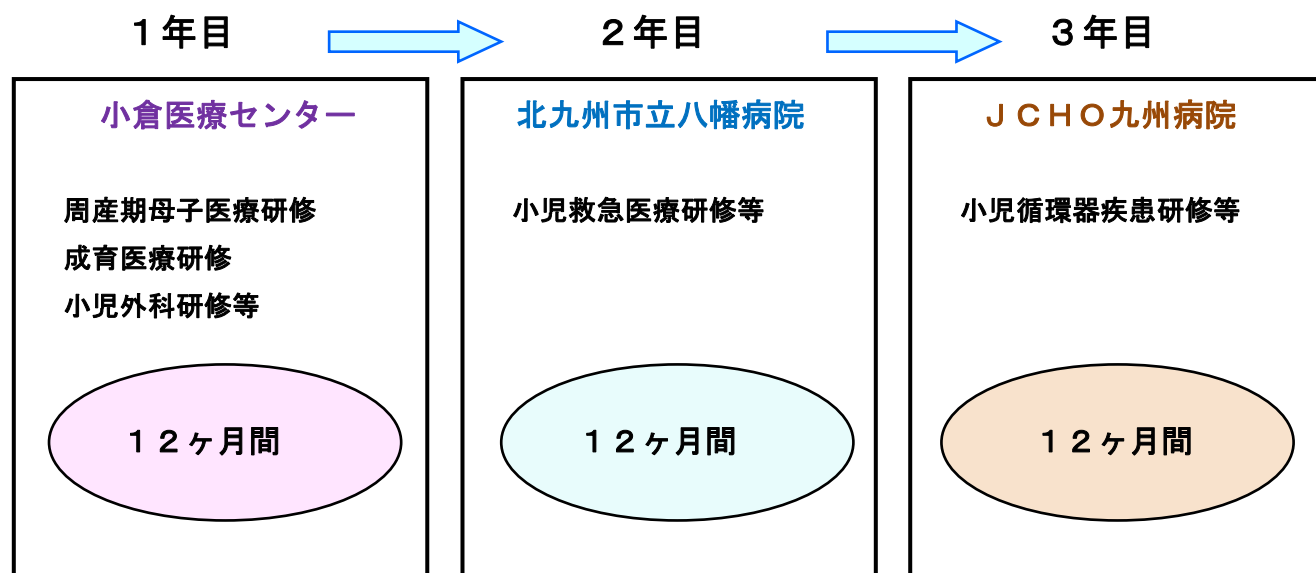 １年目
２年目
３年目
小倉医療センター
周産期母子医療研修
成育医療研修
小児外科研修等
１２ヶ月間
北九州市立八幡病院
小児救急医療研修等
１２ヶ月間
ＪＣＨＯ九州病院
小児循環器疾患研修等
１２ヶ月間